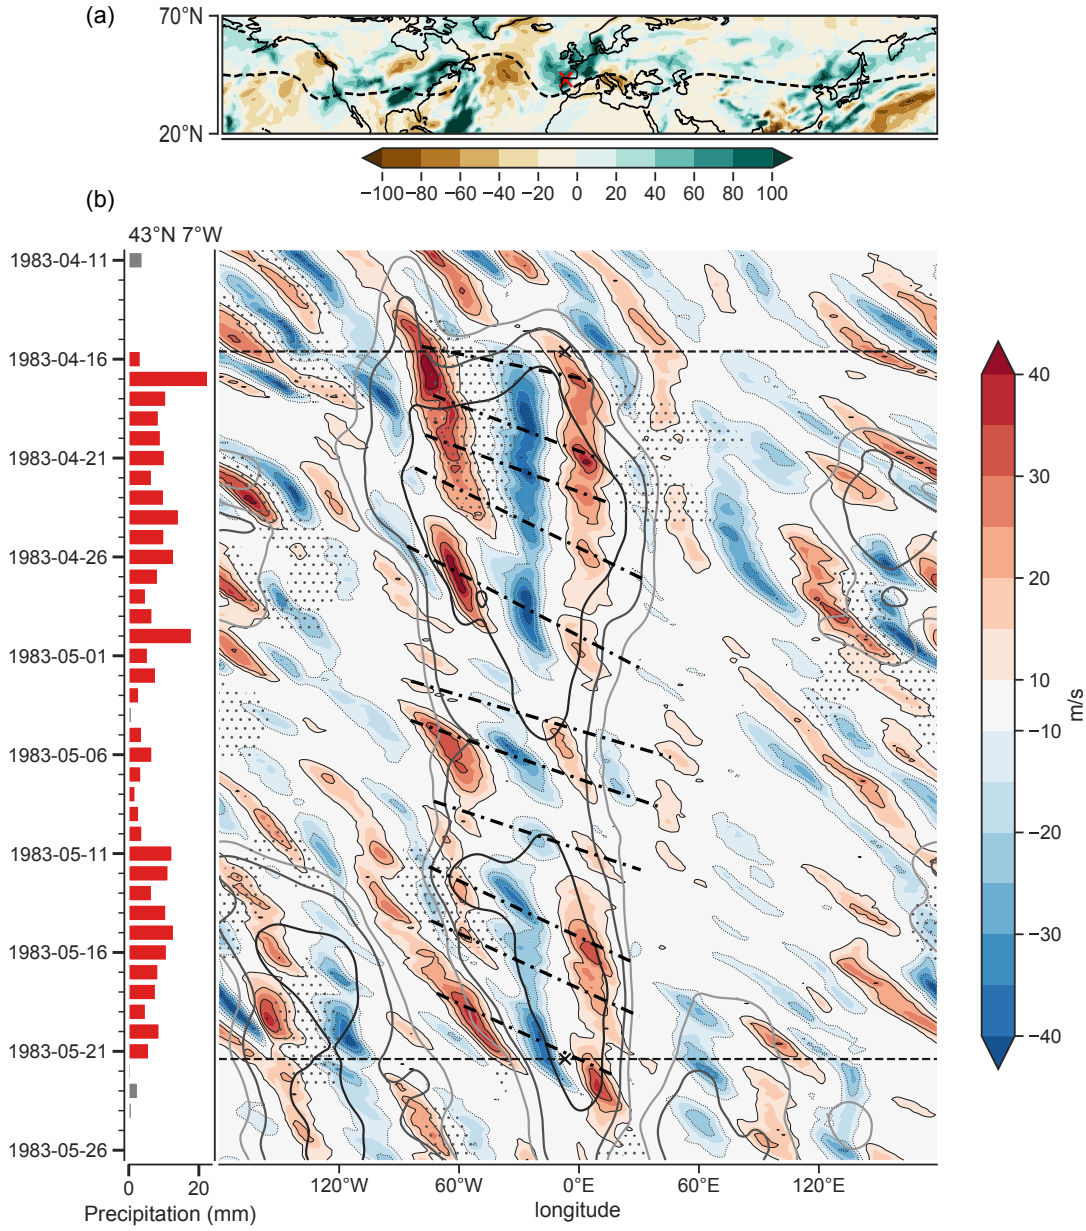 (a)
70°N
20°N
−100 −80 −60 −40 −20 0 20 40 60 80 100
(b)
43°N 7°W
1983-04-11
1983-04-16
1983-04-21
1983-04-26
1983-05-01
1983-05-06
1983-05-11
1983-05-16
1983-05-21
1983-05-26
0 20
Precipitation (mm)
120°W 60°W 0°E 60°E 120°E
longitude
40
30
20
10
−10
−20
−30
−40
m/s